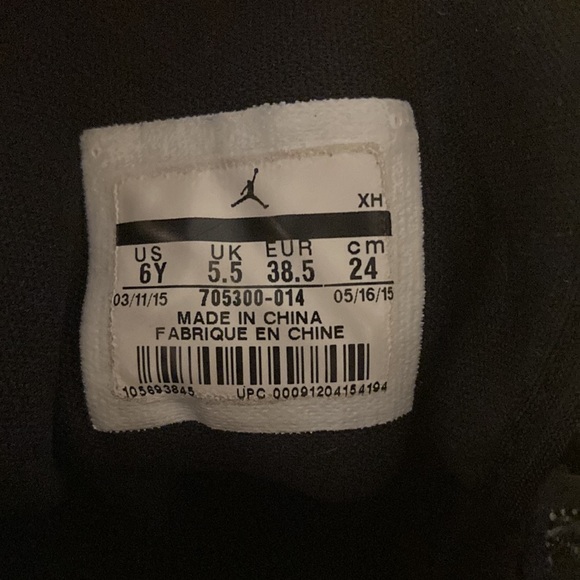 XH
US UK EUR cm
6Y 5.5 38.5 24
03/11/15 705300-014 05/16/15
MADE IN CHINA
FABRIQUE EN CHINE
105693845 UPC 00091204154194